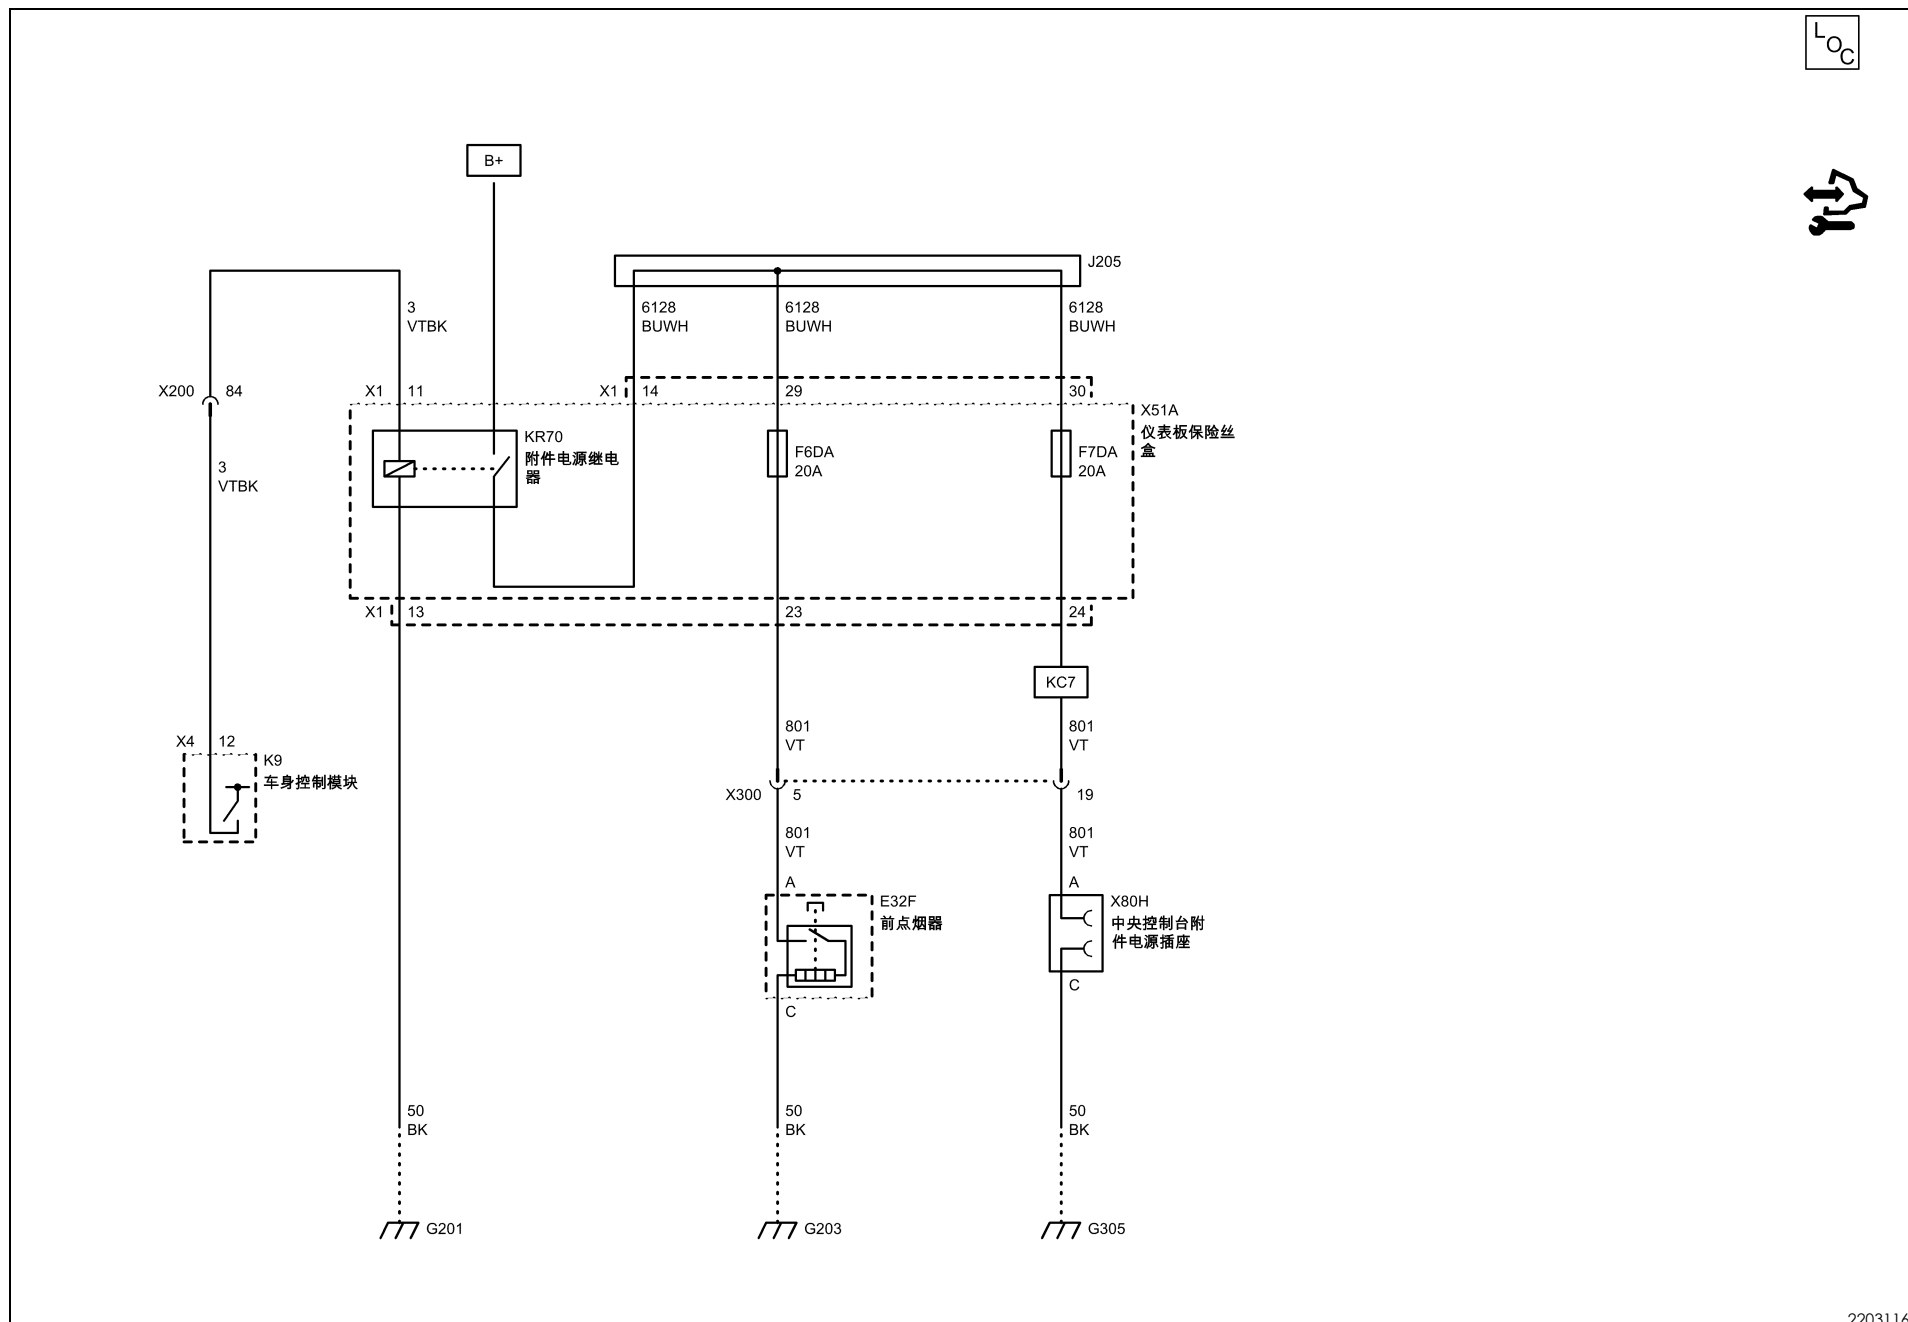 LOC
B+
J205
3
VTBK
6128
BUWH
6128
BUWH
6128
BUWH
X200
84
X1
11
X1
14
29
30
X51A
仪表板保险丝
盒
KR70
附件电源继电
器
F6DA
20A
F7DA
20A
3
VTBK
X1
13
23
24
KC7
801
VT
801
VT
X4
12
K9
车身控制模块
X300
5
19
801
VT
801
VT
A
A
E32F
前点烟器
X80H
中央控制台附
件电源插座
C
C
50
BK
50
BK
50
BK
G201
G203
G305
2203116